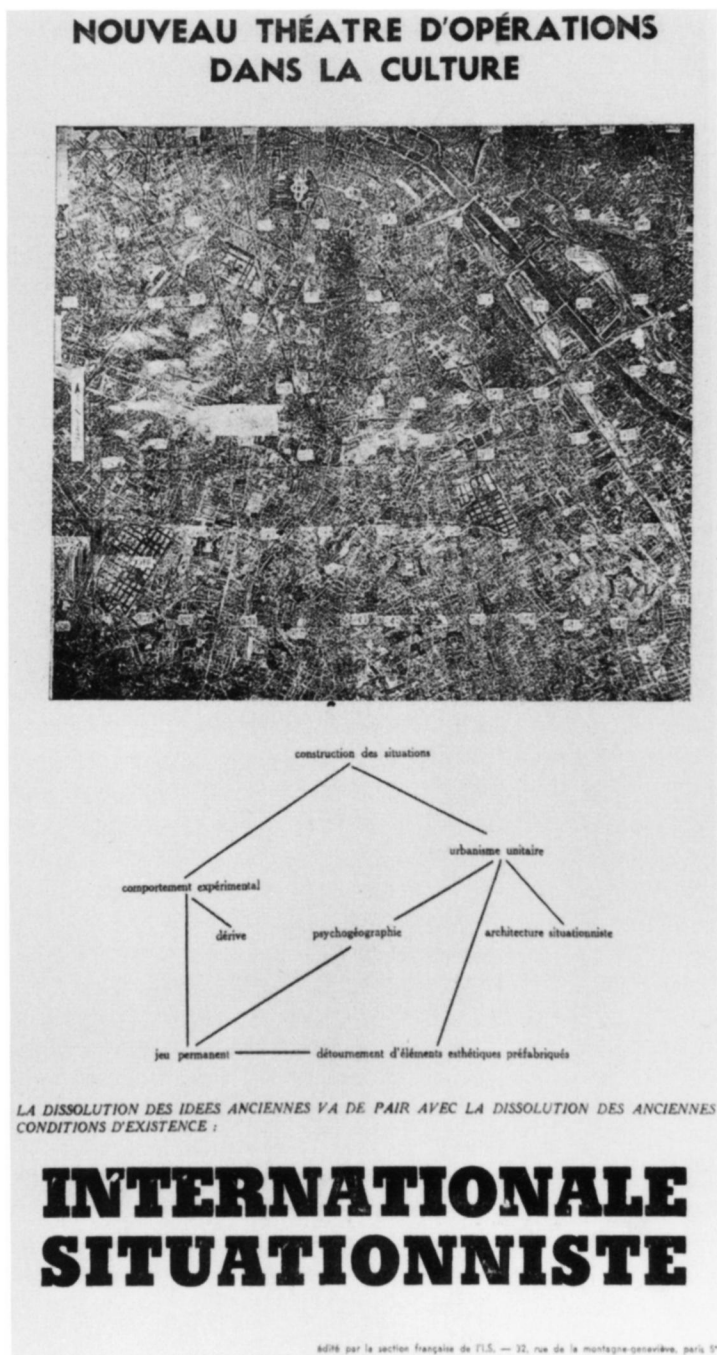 NOUVEAU THÉATRE D'OPÉRATIONS
DANS LA CULTURE
construction des situations
urbanisme unitaire
comportement expérimental
dérive
psychogéographie
architecture situationniste
jeu permanent
détournement d'éléments esthétiques préfabriqués
LA DISSOLUTION DES IDEES ANCIENNES VA DE PAIR AVEC LA DISSOLUTION DES ANCIENNES
CONDITIONS D'EXISTENCE :
INTERNATIONALE
SITUATIONNISTE
édité par la section française de l'I.S. — 32, rue de la montagne-geneviève, paris 5e